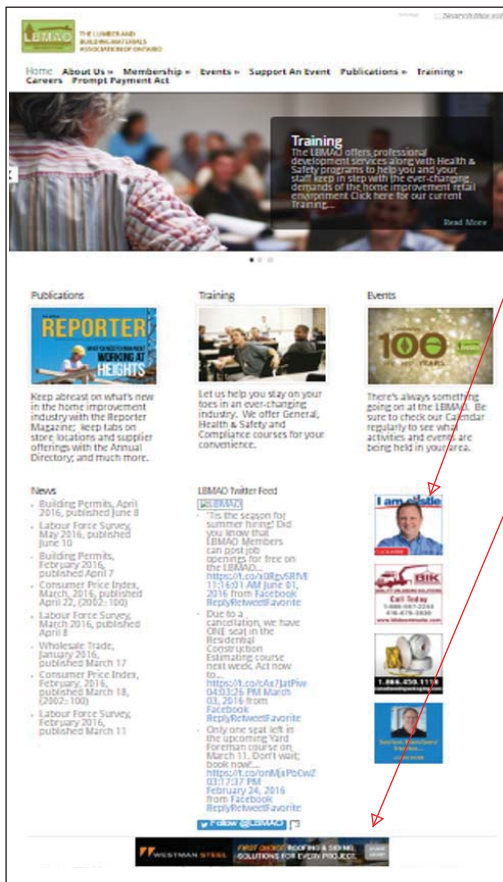 LBMAO
THE LUMBER AND
BUILDING MATERIALS
ASSOCIATION OF ONTARIO
Home About Us » Membership » Events » Support An Event Publications » Training »
Careers Prompt Payment Act
Training
The LBMAO offers professional
development services along with Health &
Safety programs to help you and your
staff keep in step with the ever-changing
demands of the home improvement retail
environment Click here for our current
Training...
Read More
Publications
REPORTER
WORKING AT
HEIGHTS
Keep abreast on what's new
in the home improvement
industry with the Reporter
Magazine; keep tabs on
store locations and supplier
offerings with the Annual
Directory; and much more.
Training
Let us help you stay on your
toes in an ever-changing
industry. We offer General,
Health & Safety and
Compliance courses for your
convenience.
Events
100
There's always something
going on at the LBMAO. Be
sure to check our Calendar
regularly to see what
activities and events are
being held in your area.
News
Building Permits, April
2016, published June 8
Labour Force Survey,
May 2016, published
June 10
Building Permits,
February 2016,
published April 7
Consumer Price Index,
March, 2016, published
April 22, (2002=100)
Labour Force Survey,
March 2016, published
April 8
Wholesale Trade,
January 2016,
published March 17
Consumer Price Index,
February, 2016,
published March 18,
(2002=100)
Labour Force Survey,
February 2016,
published March 11
LBMAO Twitter Feed
LBMAO
'Tis the season for
summer hiring! Did
you know that
LBMAO Members
can post job
openings for free on
the LBMAO...
11:16:01 AM June 01,
2016 from Facebook
ReplyRetweetFavorite
Due to a
cancellation, we have
ONE seat in the
Residential
Construction
Estimating course
next week. Act now
to...
04:03:26 PM March
03, 2016 from
Facebook
ReplyRetweetFavorite
Only one seat left in
the upcoming Yard
Foreman course on
March 11. Don't wait;
book now!...
03:17:37 PM
February 24, 2016
from Facebook
ReplyRetweetFavorite
Follow @LBMAO
I am
BIK
Call Today
WESTMAN STEEL
FIRST CHOICE ROOFING & SIDING
SOLUTIONS FOR EVERY PROJECT.